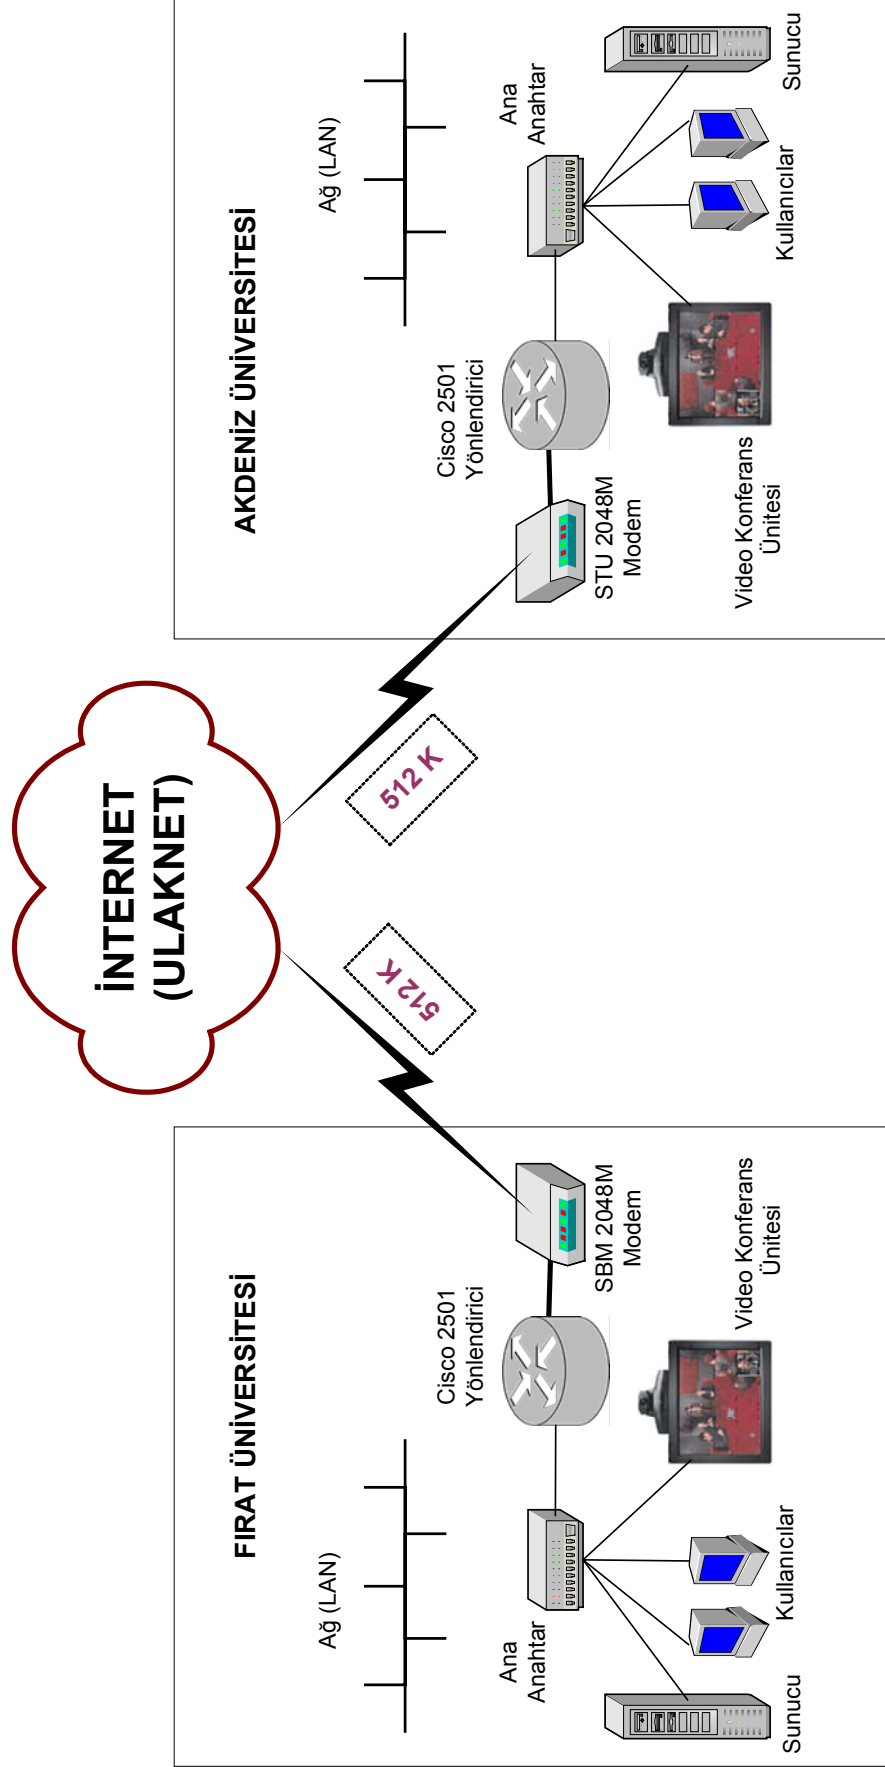 İNTERNET
(ULAKNET)
512 K
512 K
FIRAT ÜNİVERSİTESİ
Ağ (LAN)
Ana
Anahtar
Cisco 2501
Yönlendirici
SBM 2048M
Modem
Sunucu
Kullanıcılar
Video Konferans
Ünitesi
AKDENİZ ÜNİVERSİTESİ
Ağ (LAN)
Cisco 2501
Yönlendirici
Ana
Anahtar
STU 2048M
Modem
Video Konferans
Ünitesi
Kullanıcılar
Sunucu